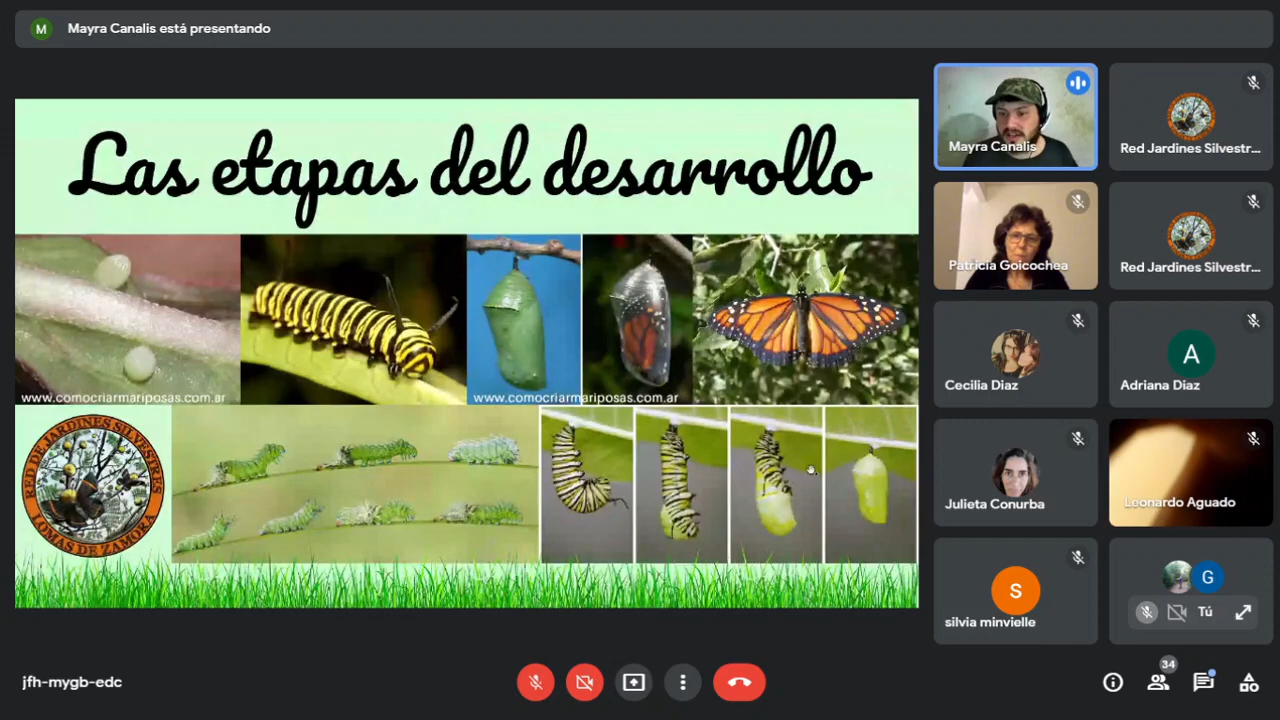 M Mayra Canalis está presentando
Las etapas del desarrollo
www.comocriarmariposas.com.ar
www.comocriarmariposas.com.ar
RED DE JARDINES SILVESTRES
LOMAS DE ZAMORA
Mayra Canalis
Red Jardines Silvestr...
Patricia Goicochea
Red Jardines Silvestr...
Cecilia Diaz
A
Adriana Diaz
Julieta Conurba
Leonardo Aguado
S
silvia minvielle
G
Tú
jfh-mygb-edc
34